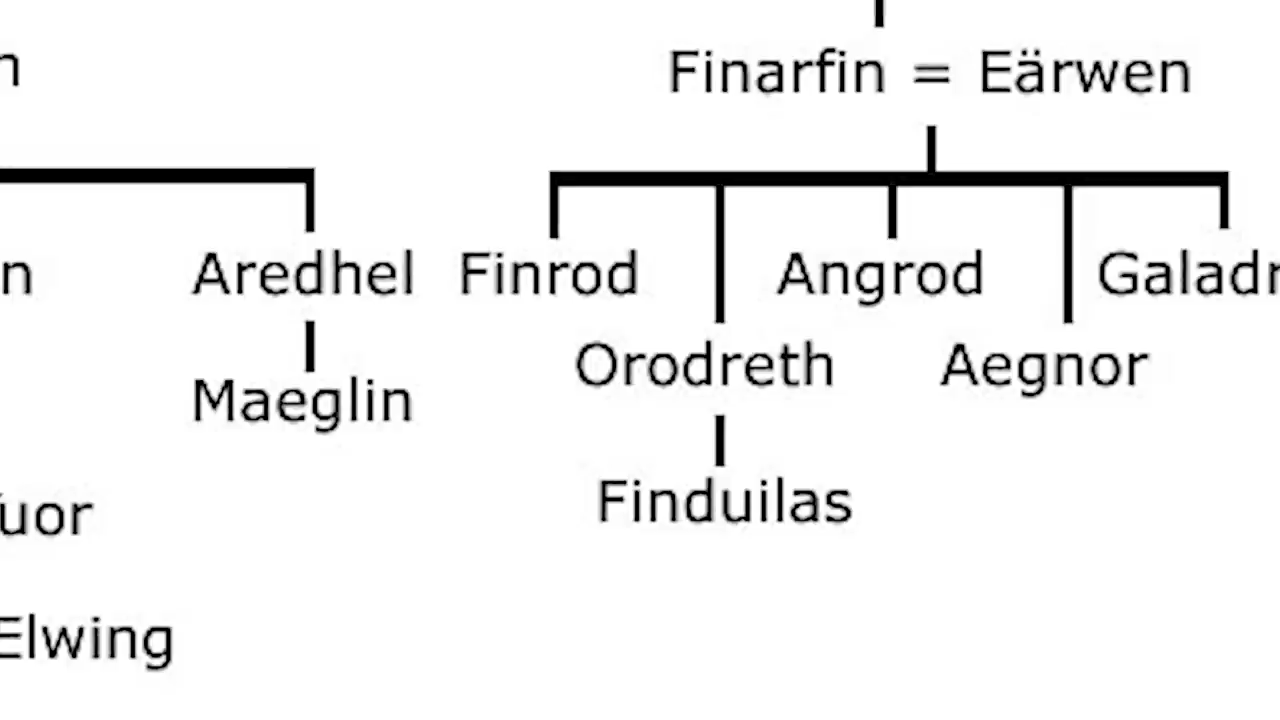 Finarfin = Eärwen
Aredhel Finrod Angrod
Maeglin Orodreth Aegnor
Finduilas
Elwing